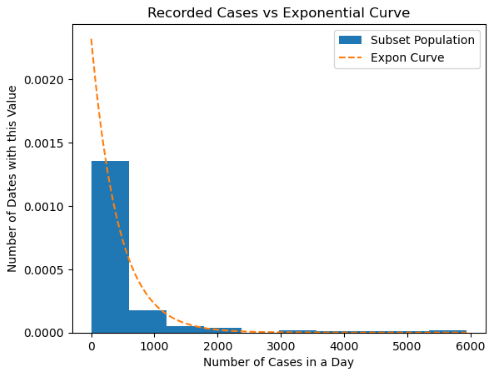 Recorded Cases vs Exponential Curve
Subset Population
Expon Curve
Number of Dates with this Value
0.0020
0.0015
0.0010
0.0005
0.0000
0 1000 2000 3000 4000 5000 6000
Number of Cases in a Day